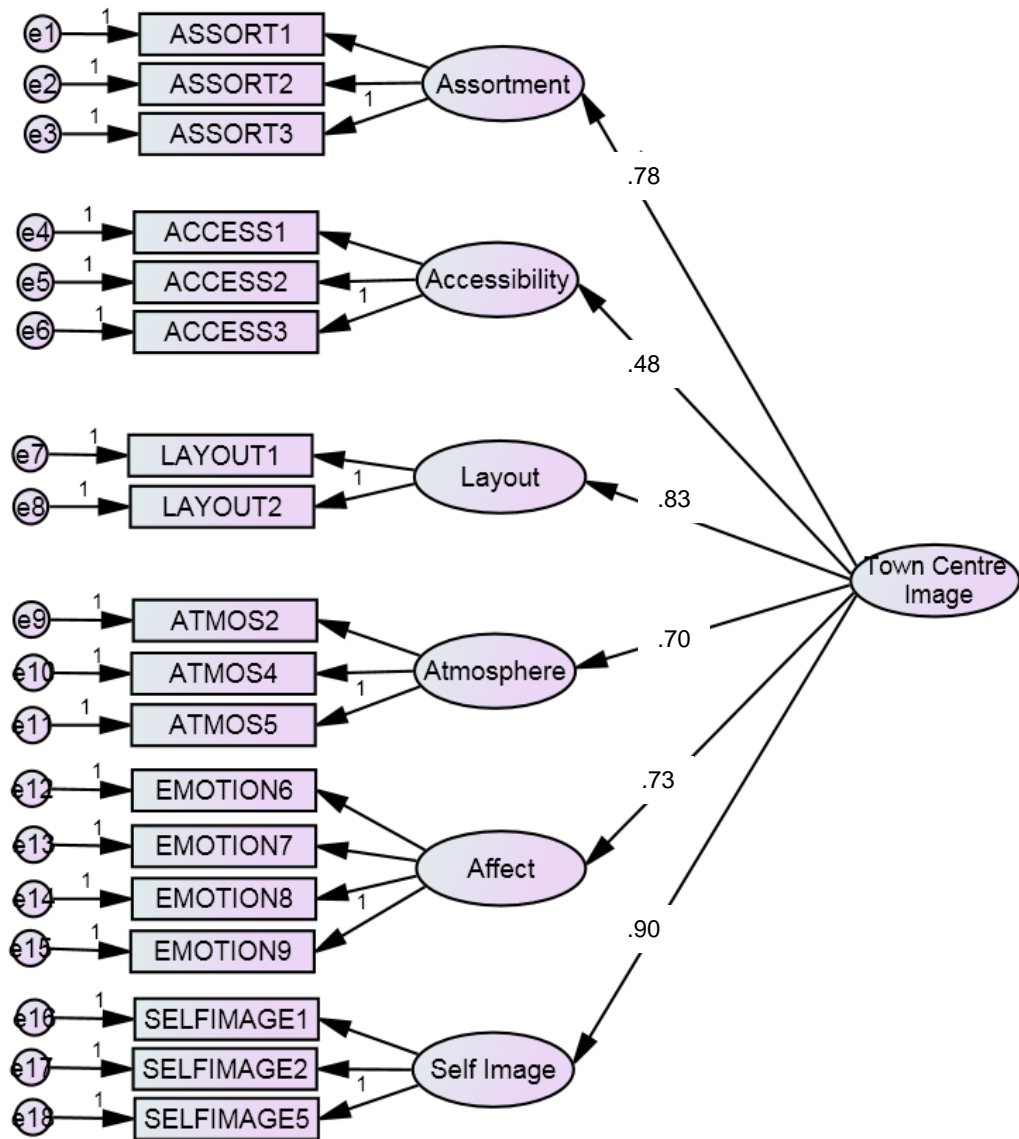 e1 1 ASSORT1
e2 1 ASSORT2
e3 1 ASSORT3
1
Assortment
.78
e4 1 ACCESS1
e5 1 ACCESS2
e6 1 ACCESS3
1
Accessibility
.48
e7 1 LAYOUT1
e8 1 LAYOUT2
1
Layout
.83
Town Centre
Image
e9 1 ATMOS2
e10 1 ATMOS4
e11 1 ATMOS5
1
Atmosphere
.70
e12 1 EMOTION6
e13 1 EMOTION7
e14 1 EMOTION8
e15 1 EMOTION9
1
Affect
.73
e16 1 SELFIMAGE1
e17 1 SELFIMAGE2
e18 1 SELFIMAGE5
1
Self Image
.90